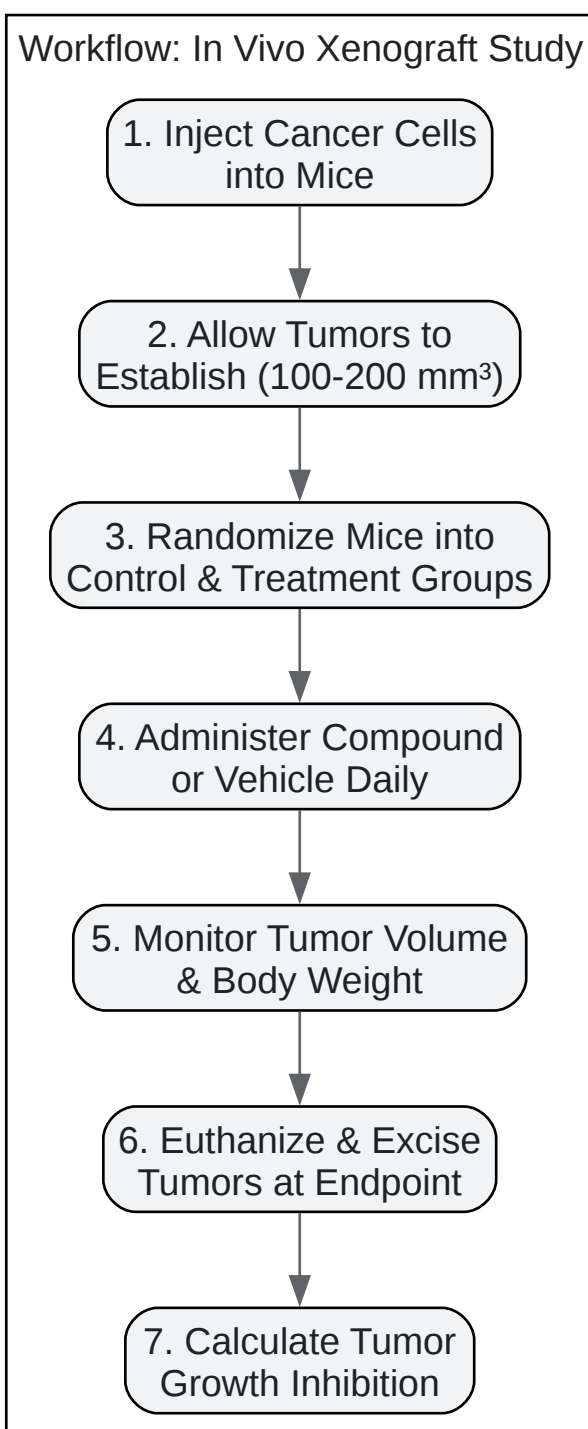 Workflow: In Vivo Xenograft Study
1. Inject Cancer Cells
into Mice
2. Allow Tumors to
Establish (100-200 mm³)
3. Randomize Mice into
Control & Treatment Groups
4. Administer Compound
or Vehicle Daily
5. Monitor Tumor Volume
& Body Weight
6. Euthanize & Excise
Tumors at Endpoint
7. Calculate Tumor
Growth Inhibition